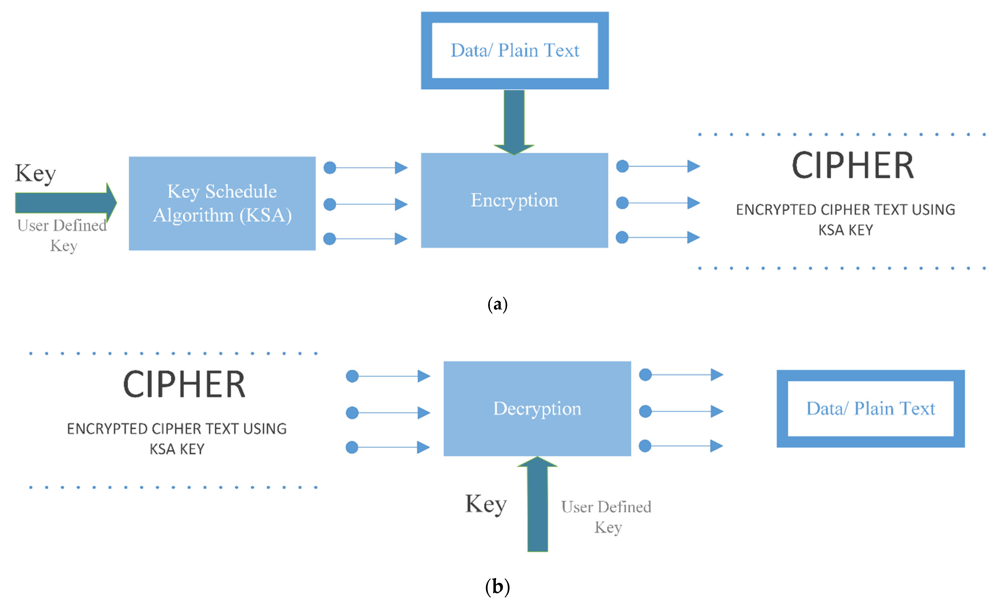 Data/ Plain Text
Key
User Defined
Key
Key Schedule
Algorithm (KSA)
Encryption
CIPHER
ENCRYPTED CIPHER TEXT USING
KSA KEY
(a)
CIPHER
ENCRYPTED CIPHER TEXT USING
KSA KEY
Decryption
Data/ Plain Text
Key
User Defined
Key
(b)